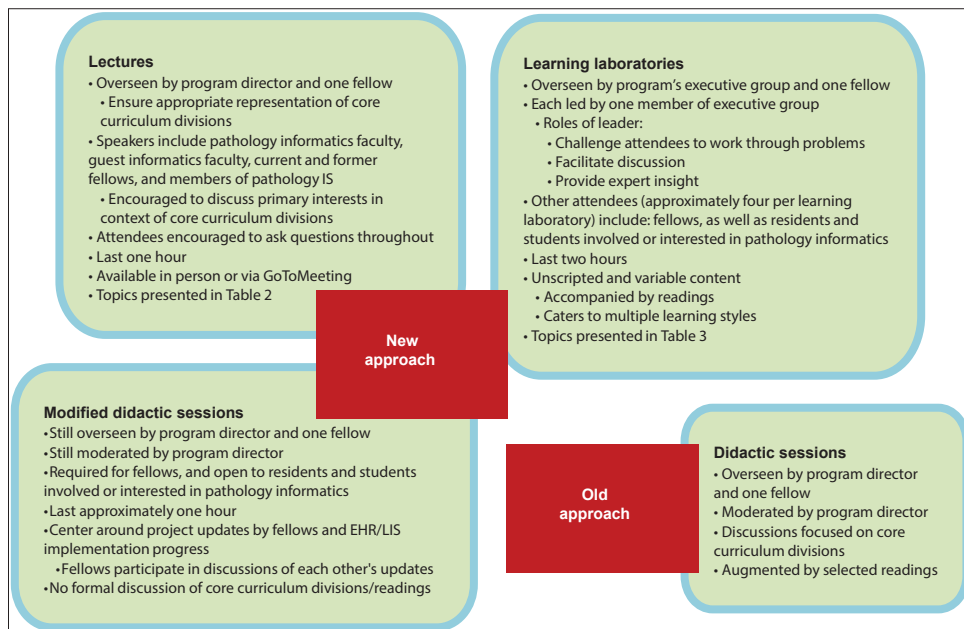 Lectures
• Overseen by program director and one fellow
• Ensure appropriate representation of core
curriculum divisions
• Speakers include pathology informatics faculty,
guest informatics faculty, current and former
fellows, and members of pathology IS
• Encouraged to discuss primary interests in
context of core curriculum divisions
• Attendees encouraged to ask questions throughout
• Last one hour
• Available in person or via GoToMeeting
• Topics presented in Table 2
Learning laboratories
• Overseen by program's executive group and one fellow
• Each led by one member of executive group
• Roles of leader:
• Challenge attendees to work through problems
• Facilitate discussion
• Provide expert insight
• Other attendees (approximately four per learning
laboratory) include: fellows, as well as residents and
students involved or interested in pathology informatics
• Last two hours
• Unscripted and variable content
• Accompanied by readings
• Caters to multiple learning styles
• Topics presented in Table 3
New
approach
Modified didactic sessions
•Still overseen by program director and one fellow
•Still moderated by program director
•Required for fellows, and open to residents and students
involved or interested in pathology informatics
•Last approximately one hour
•Center around project updates by fellows and EHR/LIS
implementation progress
•Fellows participate in discussions of each other's updates
•No formal discussion of core curriculum divisions/readings
Old
approach
Didactic sessions
• Overseen by program director
and one fellow
• Moderated by program director
• Discussions focused on core
curriculum divisions
• Augmented by selected readings